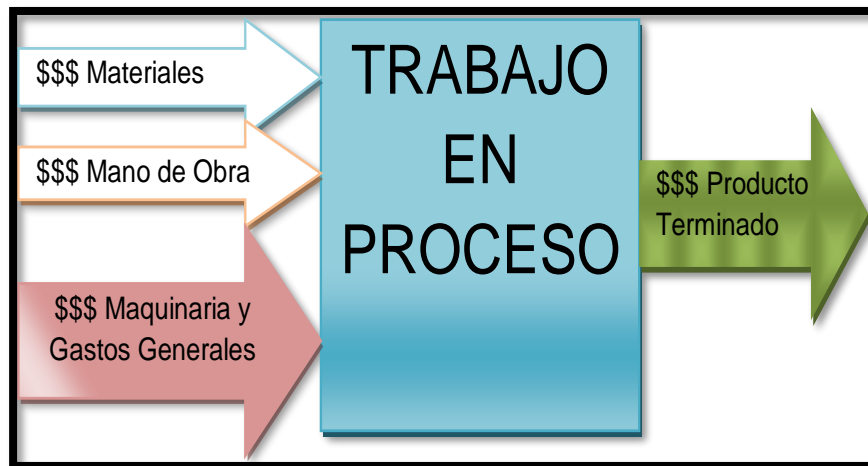 $$$ Materiales
$$$ Mano de Obra
$$$ Maquinaria y
Gastos Generales
TRABAJO
EN
PROCESO
$$$ Producto
Terminado